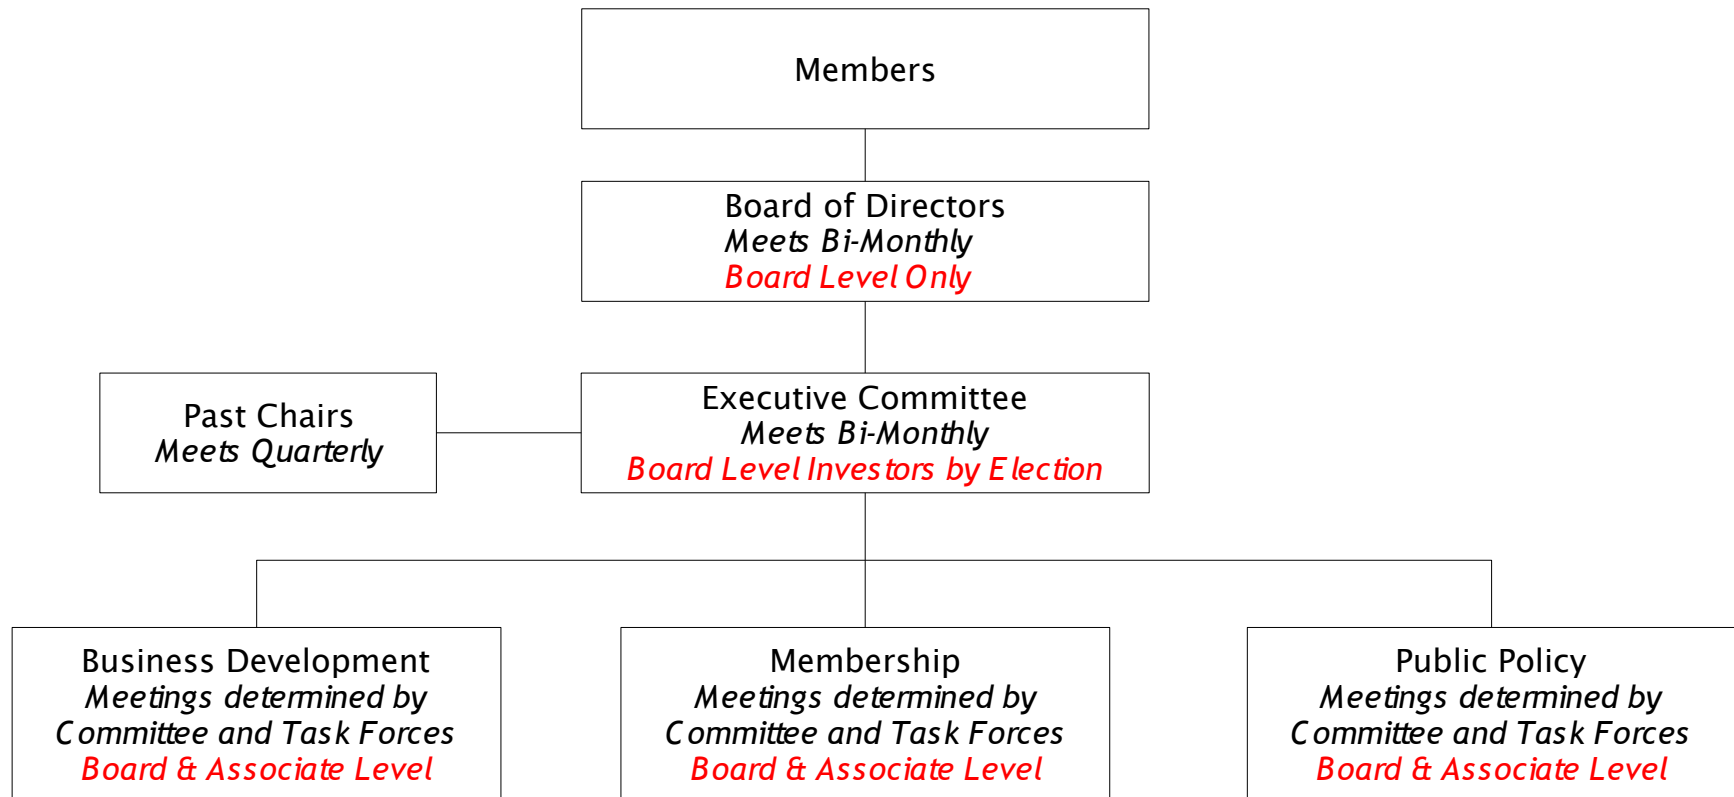 Members
Board of Directors
Meets Bi-Monthly
Board Level Only
Past Chairs
Meets Quarterly
Executive Committee
Meets Bi-Monthly
Board Level Investors by Election
Business Development
Meetings determined by
Committee and Task Forces
Board & Associate Level
Membership
Meetings determined by
Committee and Task Forces
Board & Associate Level
Public Policy
Meetings determined by
Committee and Task Forces
Board & Associate Level